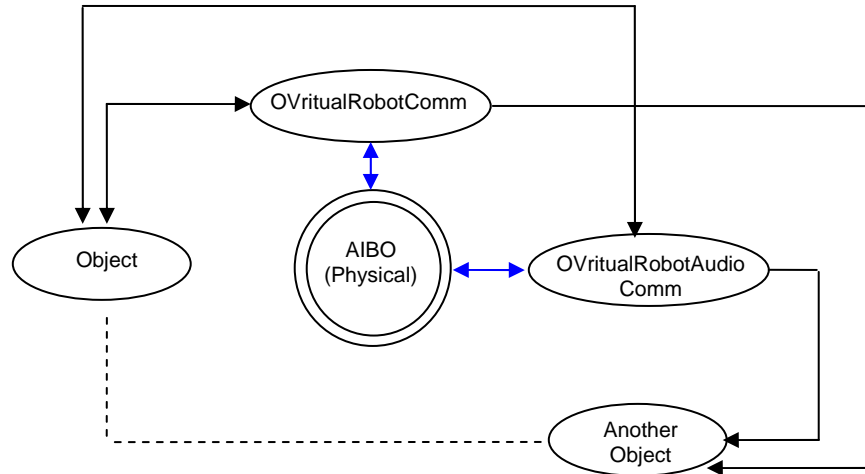 OVritualRobotComm
Object
AIBO
(Physical)
OVritualRobotAudio
Comm
Another
Object